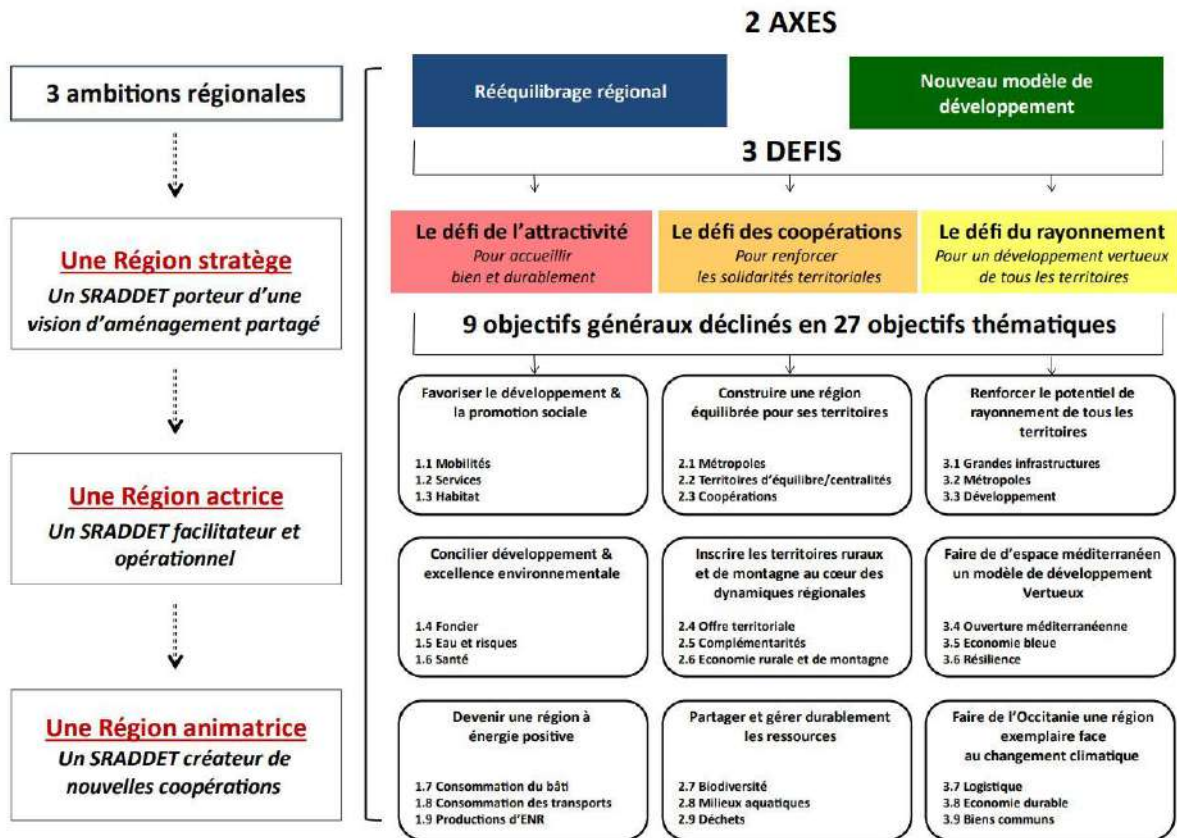 2 AXES
3 ambitions régionales
Rééquilibrage régional
Nouveau modèle de
développement
3 DEFIS
Une Région stratège
Un SRADDET porteur d'une
vision d'aménagement partagé
Une Région actrice
Un SRADDET facilitateur et
opérationnel
Une Région animatrice
Un SRADDET créateur de
nouvelles coopérations
Le défi de l'attractivité
Pour accueillir
bien et durablement
Le défi des coopérations
Pour renforcer
les solidarités territoriales
Le défi du rayonnement
Pour un développement vertueux
de tous les territoires
9 objectifs généraux déclinés en 27 objectifs thématiques
Favoriser le développement &
la promotion sociale
1.1 Mobilités
1.2 Services
1.3 Habitat
Construire une région
équilibrée pour ses territoires
2.1 Métropoles
2.2 Territoires d'équilibre/centralités
2.3 Coopérations
Renforcer le potentiel de
rayonnement de tous les
territoires
3.1 Grandes infrastructures
3.2 Métropoles
3.3 Développement
Concilier développement &
excellence environnementale
1.4 Foncier
1.5 Eau et risques
1.6 Santé
Inscrire les territoires ruraux
et de montagne au cœur des
dynamiques régionales
2.4 Offre territoriale
2.5 Complémentarités
2.6 Economie rurale et de montagne
Faire de d'espace méditerranéen
un modèle de développement
Vertueux
3.4 Ouverture méditerranéenne
3.5 Economie bleue
3.6 Résilience
Devenir une région à
énergie positive
1.7 Consommation du bâti
1.8 Consommation des transports
1.9 Productions d'ENR
Partager et gérer durablement
les ressources
2.7 Biodiversité
2.8 Milieux aquatiques
2.9 Déchets
Faire de l'Occitanie une région
exemplaire face
au changement climatique
3.7 Logistique
3.8 Economie durable
3.9 Biens communs